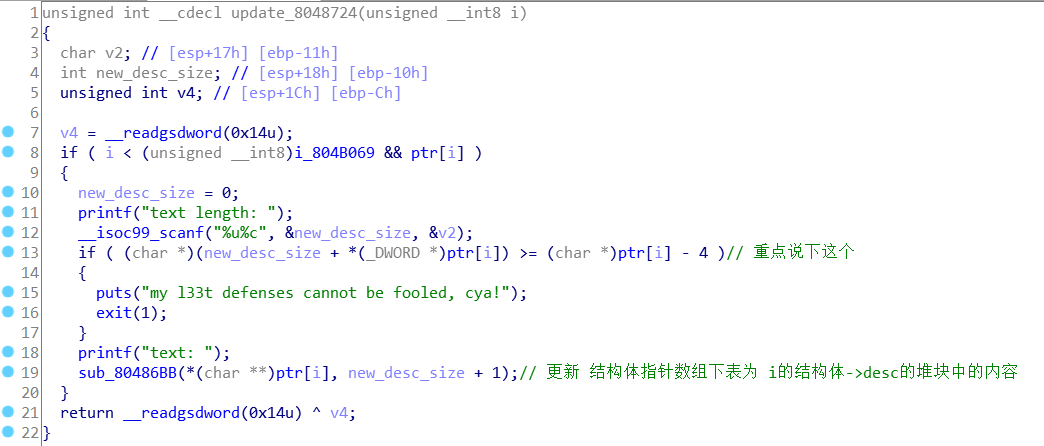 1 unsigned int __cdecl update_8048724(unsigned __int8 i)
2 {
3 char v2; // [esp+17h] [ebp-11h]
4 int new_desc_size; // [esp+18h] [ebp-10h]
5 unsigned int v4; // [esp+1Ch] [ebp-Ch]
6
7 v4 = __readgsdword(0x14u);
8 if ( i < (unsigned __int8)i_804B069 && ptr[i] )
9 {
10 new_desc_size = 0;
11 printf("text length: ");
12 __isoc99_scanf("%u%c", &new_desc_size, &v2);
13 if ( (char *)(new_desc_size + *(_DWORD *)ptr[i]) >= (char *)ptr[i] - 4 )// 重点说下这个
14 {
15 puts("my l33t defenses cannot be fooled, cya!");
16 exit(1);
17 }
18 printf("text: ");
19 sub_80486BB(*(char **)ptr[i], new_desc_size + 1);// 更新 结构体指针数组下表为 i的结构体->desc的堆块中的内容
20 }
21 return __readgsdword(0x14u) ^ v4;
22 }